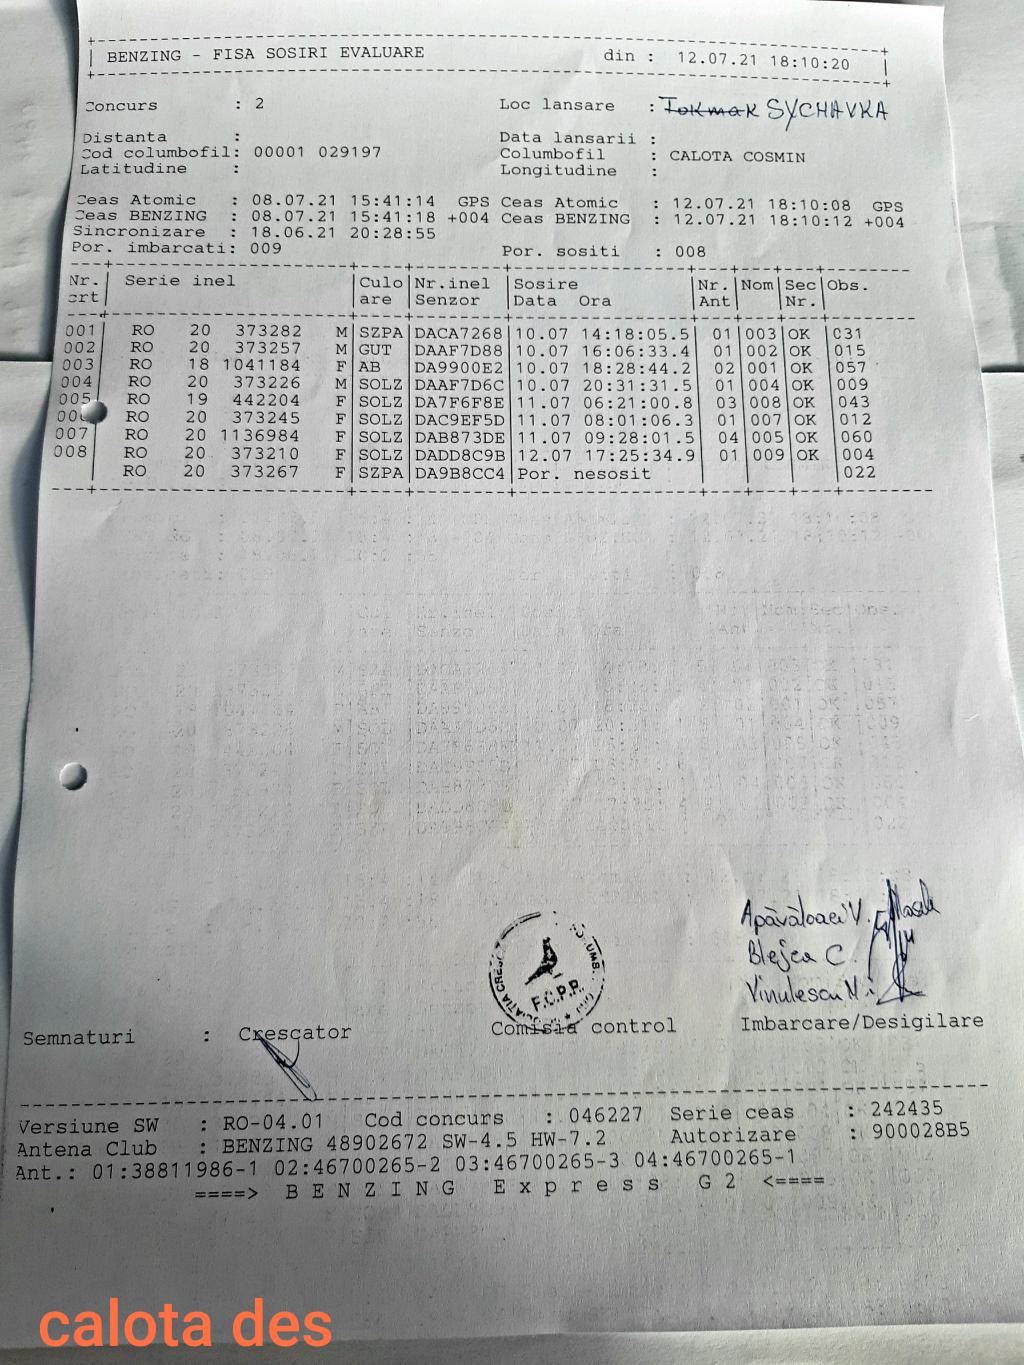 BENZING - FISA SOSIRI EVALUARE din : 12.07.21 18:10:20
Concurs : 2 Loc lansare : Tokmak SYCHAVKA
Distanta : Data lansarii :
Cod columbofil: 00001 029197 Columbofil : CALOTA COSMIN
Latitudine : Longitudine :
Ceas Atomic : 08.07.21 15:41:14 GPS Ceas Atomic : 12.07.21 18:10:08 GPS
Ceas BENZING : 08.07.21 15:41:18 +004 Ceas BENZING : 12.07.21 18:10:12 +004
Sincronizare : 18.06.21 20:28:55
Por. imbarcati: 009 Por. sositi : 008
Nr. Serie inel Culo Nr.inel Sosire Nr. Nom Sec Obs.
crt are Senzor Data Ora Ant Nr.
001 RO 20 373282 M SZPA DACA7268 10.07 14:18:05.5 01 003 OK 031
002 RO 20 373257 M GUT DAAF7D88 10.07 16:06:33.4 01 002 OK 015
003 RO 18 1041184 F AB DA9900E2 10.07 18:28:44.2 02 001 OK 057
004 RO 20 373226 M SOLZ DAAF7D6C 10.07 20:31:31.5 01 004 OK 009
005 RO 19 442204 F SOLZ DA7F6F8E 11.07 06:21:00.8 03 008 OK 043
00 RO 20 373245 F SOLZ DAC9EF5D 11.07 08:01:06.3 01 007 OK 012
007 RO 20 1136984 F SOLZ DAB873DE 11.07 09:28:01.5 04 005 OK 060
008 RO 20 373210 F SOLZ DADD8C9B 12.07 17:25:34.9 01 009 OK 004
RO 20 373267 F SZPA DA9B8CC4 Por. nesosit 022
Apăvăloaei V.
Blejea C.
Vinulescu M.
F.C.P.R.
Semnaturi : Crescator Comisia control Imbarcare/Desigilare
Versiune SW : RO-04.01 Cod concurs : 046227 Serie ceas : 242435
Antena Club : BENZING 48902672 SW-4.5 HW-7.2 Autorizare : 900028B5
Ant.: 01:38811986-1 02:46700265-2 03:46700265-3 04:46700265-1
====> BENZING Express G2 <====
calota des